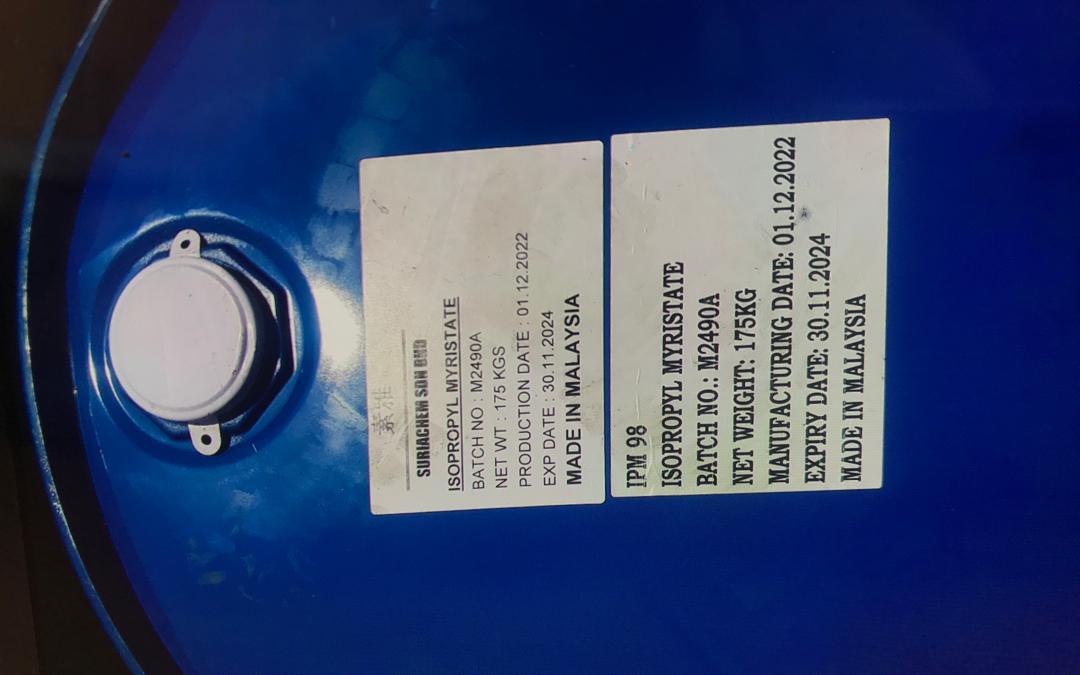 SURIACHEM SDN BHD
ISOPROPYL MYRISTATE
BATCH NO : M2490A
NET WT : 175 KGS
PRODUCTION DATE : 01.12.2022
EXP DATE : 30.11.2024
MADE IN MALAYSIA
IPM 98
ISOPROPYL MYRISTATE
BATCH NO.: M2490A
NET WEIGHT: 175KG
MANUFACTURING DATE: 01.12.2022
EXPIRY DATE: 30.11.2024
MADE IN MALAYSIA